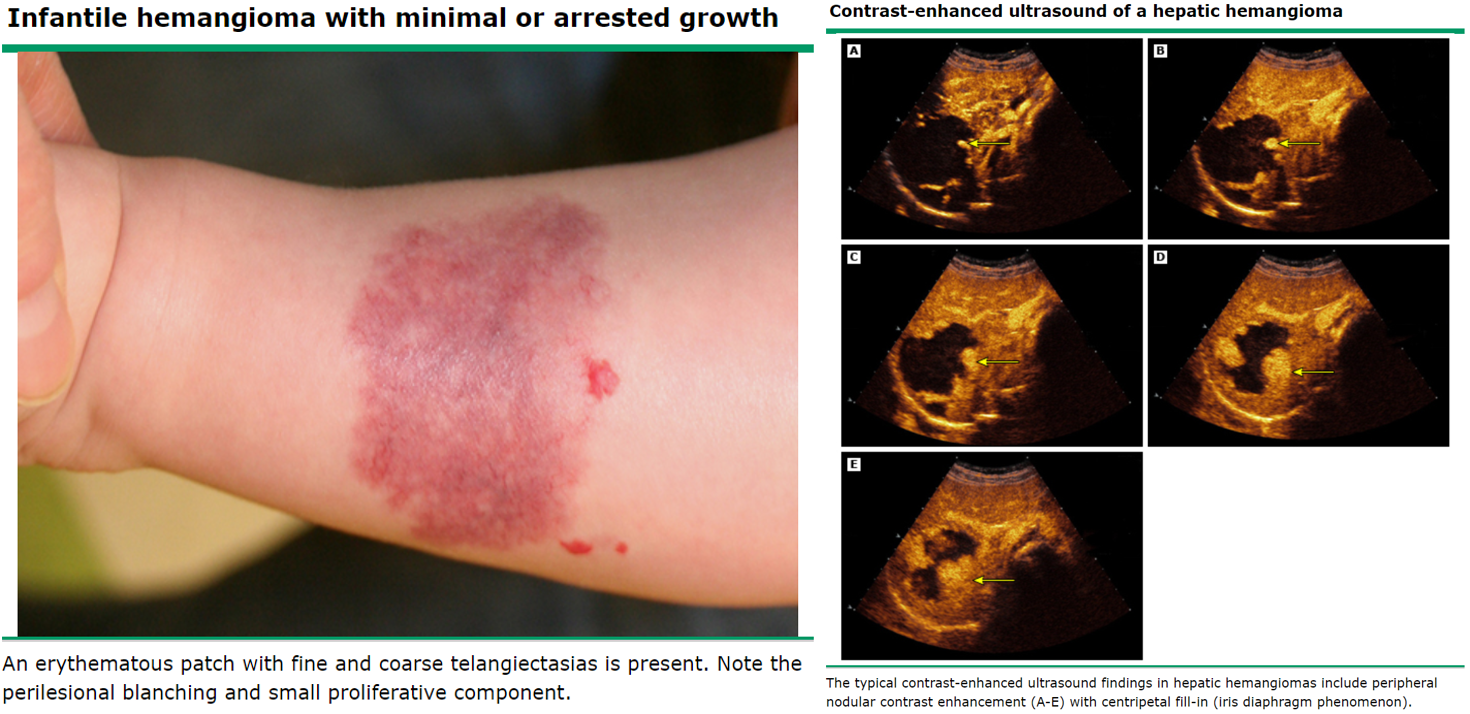 Infantile hemangioma with minimal or arrested growth
An erythematous patch with fine and coarse telangiectasias is present. Note the
perilesional blanching and small proliferative component.
Contrast-enhanced ultrasound of a hepatic hemangioma
A
B
C
D
E
The typical contrast-enhanced ultrasound findings in hepatic hemangiomas include peripheral
nodular contrast enhancement (A-E) with centripetal fill-in (iris diaphragm phenomenon).